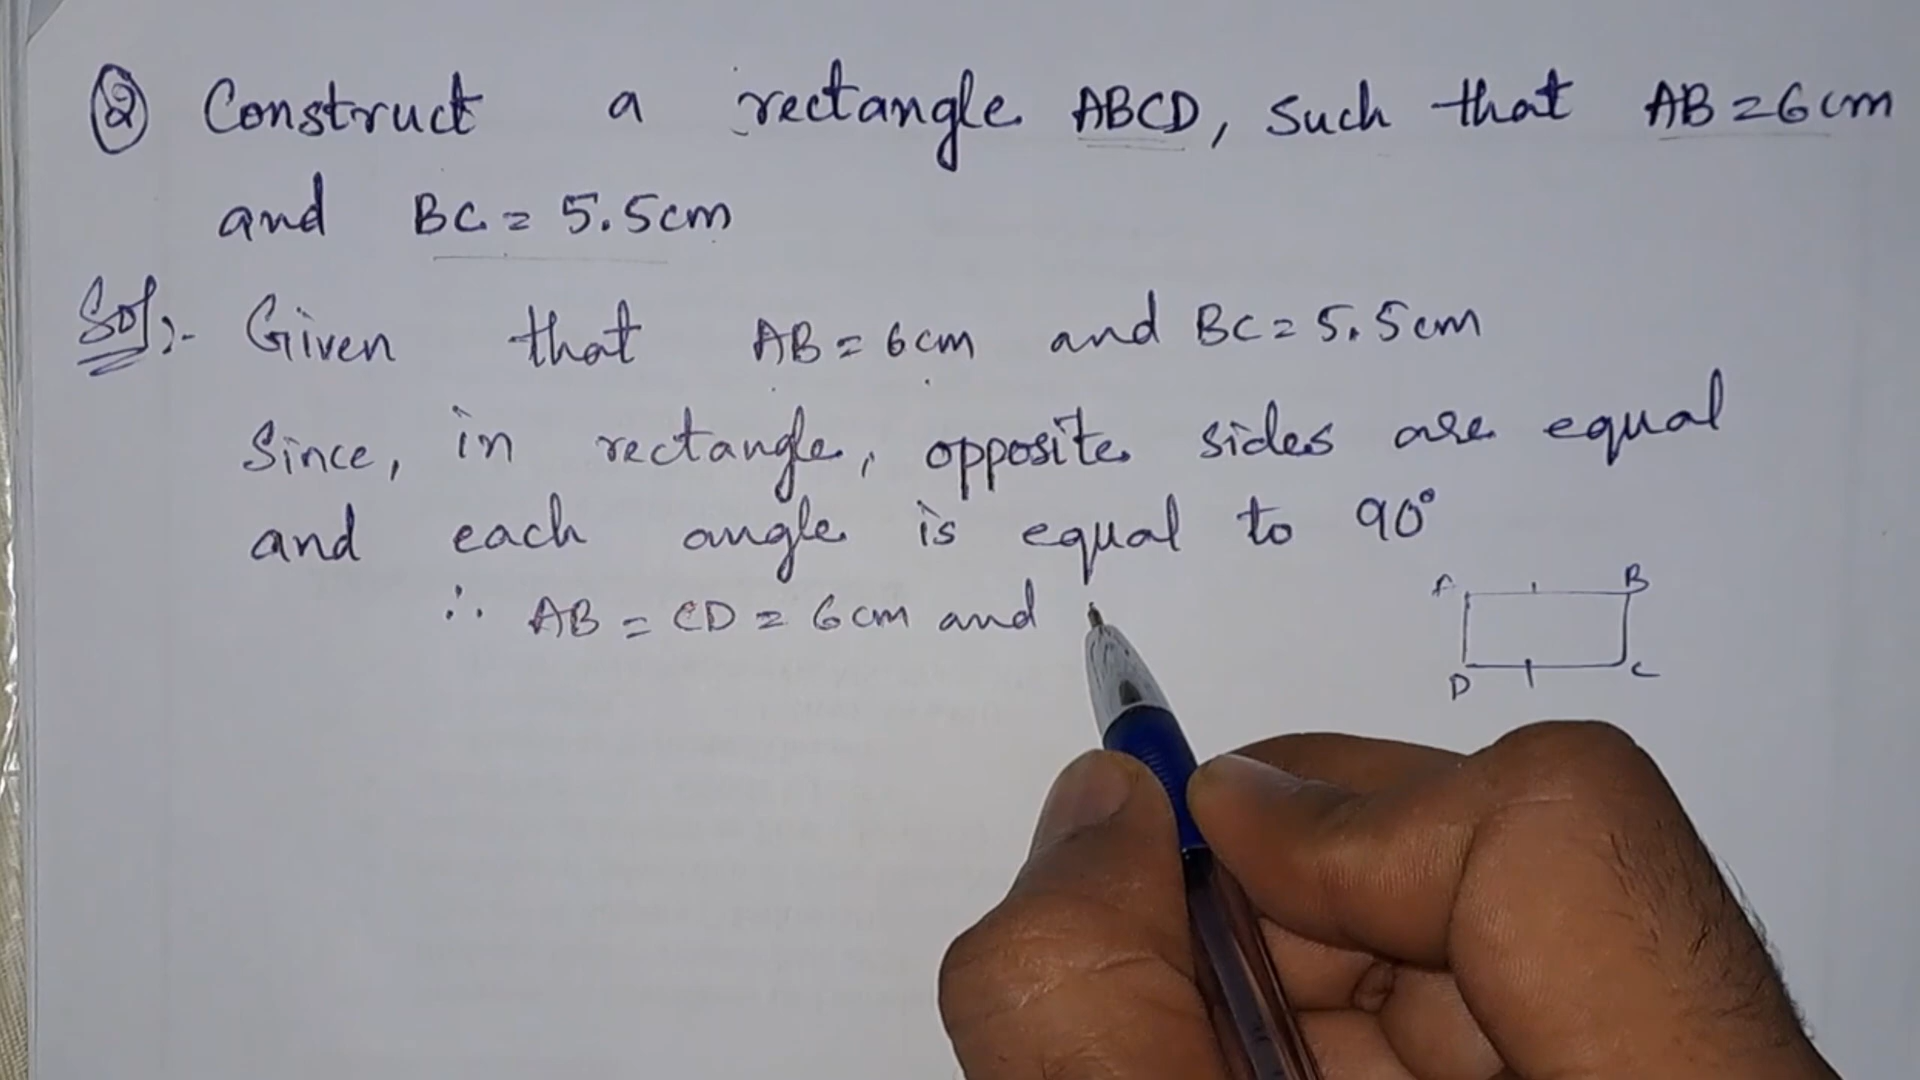 ② Construct a rectangle ABCD, such that AB = 6cm
and BC = 5.5cm
Sol:- Given that AB = 6cm and BC = 5.5cm
Since, in rectangle, opposite sides are equal
and each angle is equal to 90°
∴ AB = CD = 6cm and
A B
D C